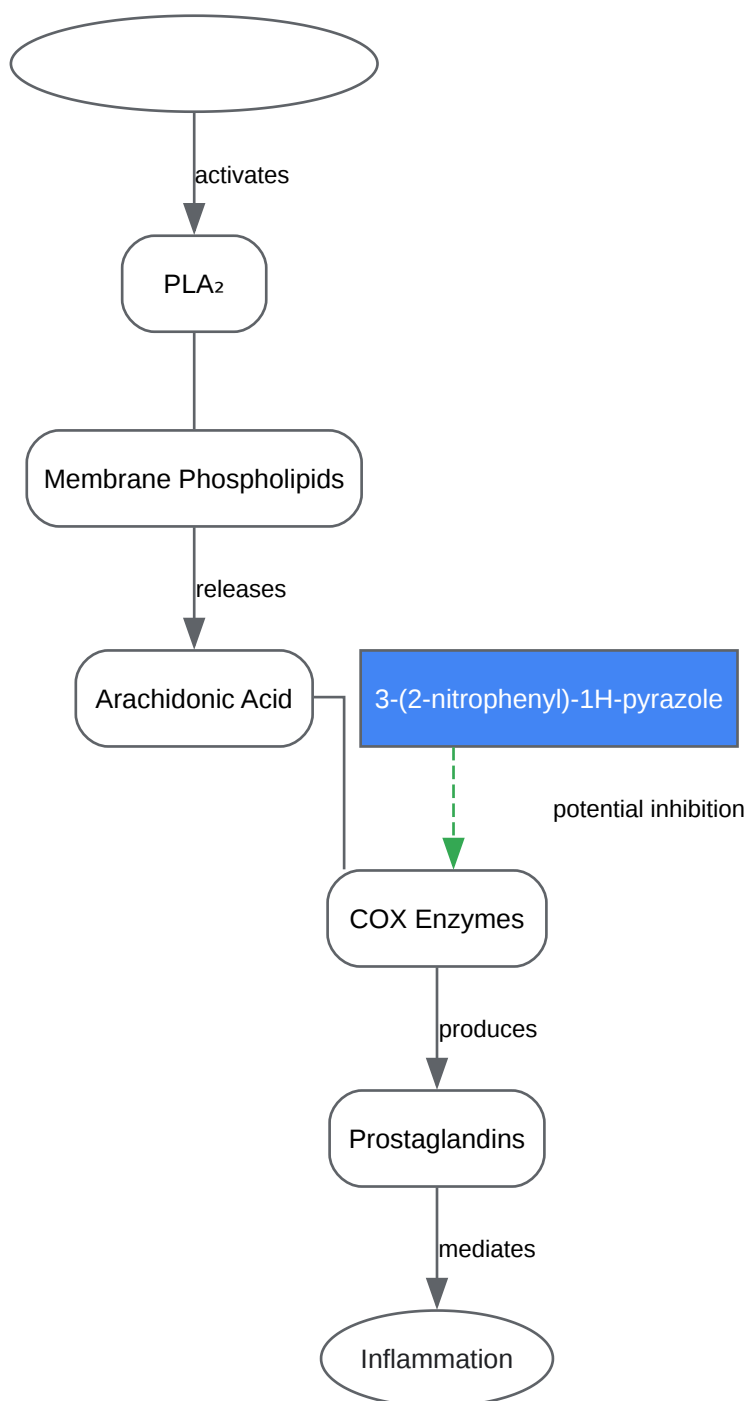 activates
PLA₂
Membrane Phospholipids
releases
Arachidonic Acid
3-(2-nitrophenyl)-1H-pyrazole
potential inhibition
COX Enzymes
produces
Prostaglandins
mediates
Inflammation